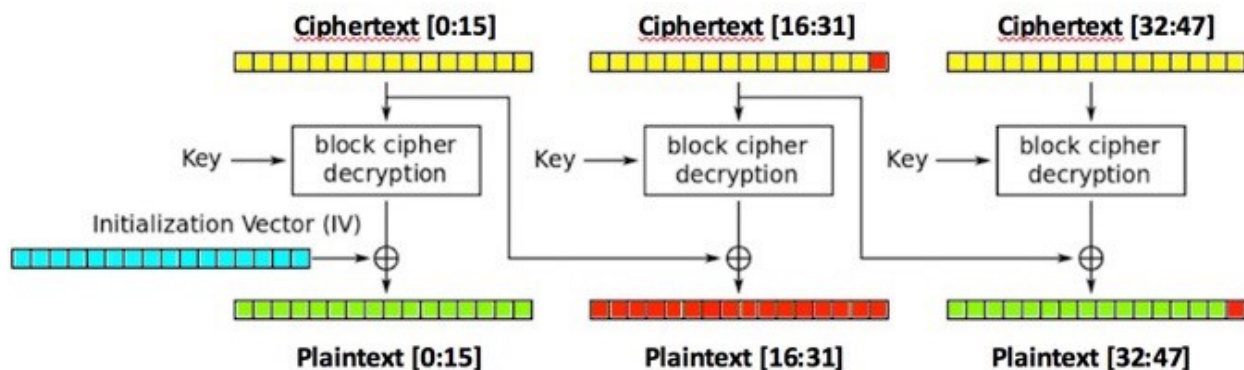 Ciphertext [0:15]
Ciphertext [16:31]
Ciphertext [32:47]
Key
block cipher
decryption
Key
block cipher
decryption
Key
block cipher
decryption
Initialization Vector (IV)
Plaintext [0:15]
Plaintext [16:31]
Plaintext [32:47]